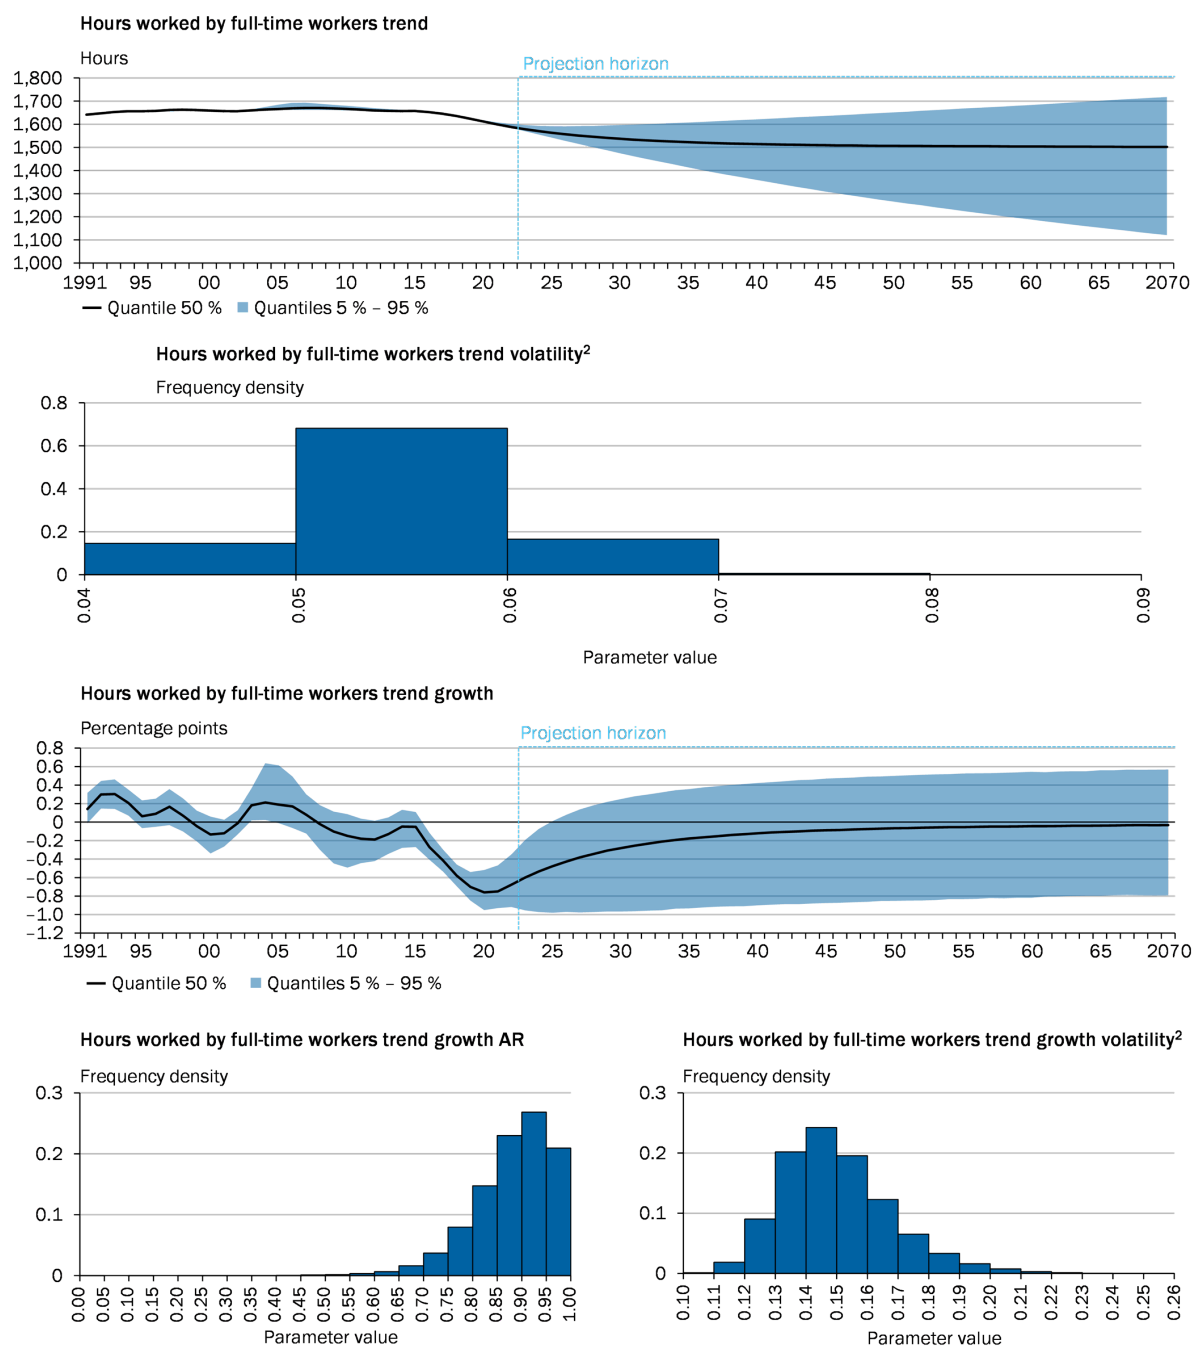 Hours worked by full-time workers trend
Hours
Projection horizon
1,800
1,700
1,600
1,500
1,400
1,300
1,200
1,100
1,000
1991 95 00 05 10 15 20 25 30 35 40 45 50 55 60 65 2070
Quantile 50 % Quantiles 5 % – 95 %
Hours worked by full-time workers trend volatility²
Frequency density
0.8
0.6
0.4
0.2
0
0.04 0.05 0.06 0.07 0.08 0.09
Parameter value
Hours worked by full-time workers trend growth
Percentage points
Projection horizon
0.8
0.6
0.4
0.2
0
–0.2
–0.4
–0.6
–0.8
–1.0
–1.2
1991 95 00 05 10 15 20 25 30 35 40 45 50 55 60 65 2070
Quantile 50 % Quantiles 5 % – 95 %
Hours worked by full-time workers trend growth AR
Frequency density
0.3
0.2
0.1
0
0.00 0.05 0.10 0.15 0.20 0.25 0.30 0.35 0.40 0.45 0.50 0.55 0.60 0.65 0.70 0.75 0.80 0.85 0.90 0.95 1.00
Parameter value
Hours worked by full-time workers trend growth volatility²
Frequency density
0.3
0.2
0.1
0
0.10 0.11 0.12 0.13 0.14 0.15 0.16 0.17 0.18 0.19 0.20 0.21 0.22 0.23 0.24 0.25 0.26
Parameter value